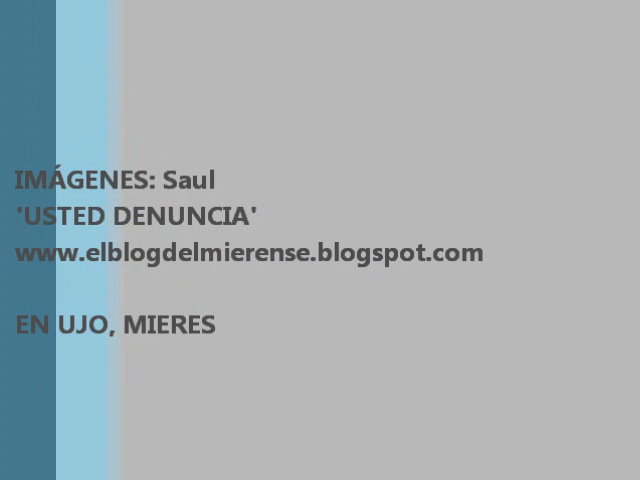 IMÁGENES: Saul
'USTED DENUNCIA'
www.elblogdelmierense.blogspot.com
EN UJO, MIERES